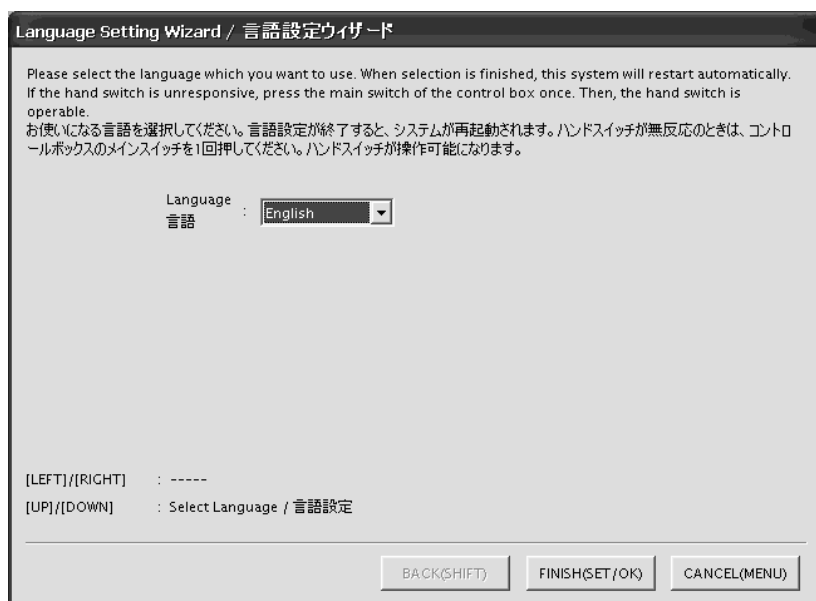 Language Setting Wizard / 言語設定ウィザード
Please select the language which you want to use. When selection is finished, this system will restart automatically.
If the hand switch is unresponsive, press the main switch of the control box once. Then, the hand switch is
operable.
お使いになる言語を選択してください。言語設定が終了すると、システムが再起動されます。ハンドスイッチが無反応のときは、コントロ
ールボックスのメインスイッチを1回押してください。ハンドスイッチが操作可能になります。
Language
言語 : English
[LEFT]/[RIGHT] : -----
[UP]/[DOWN] : Select Language / 言語設定
BACK(SHIFT) FINISH(SET/OK) CANCEL(MENU)